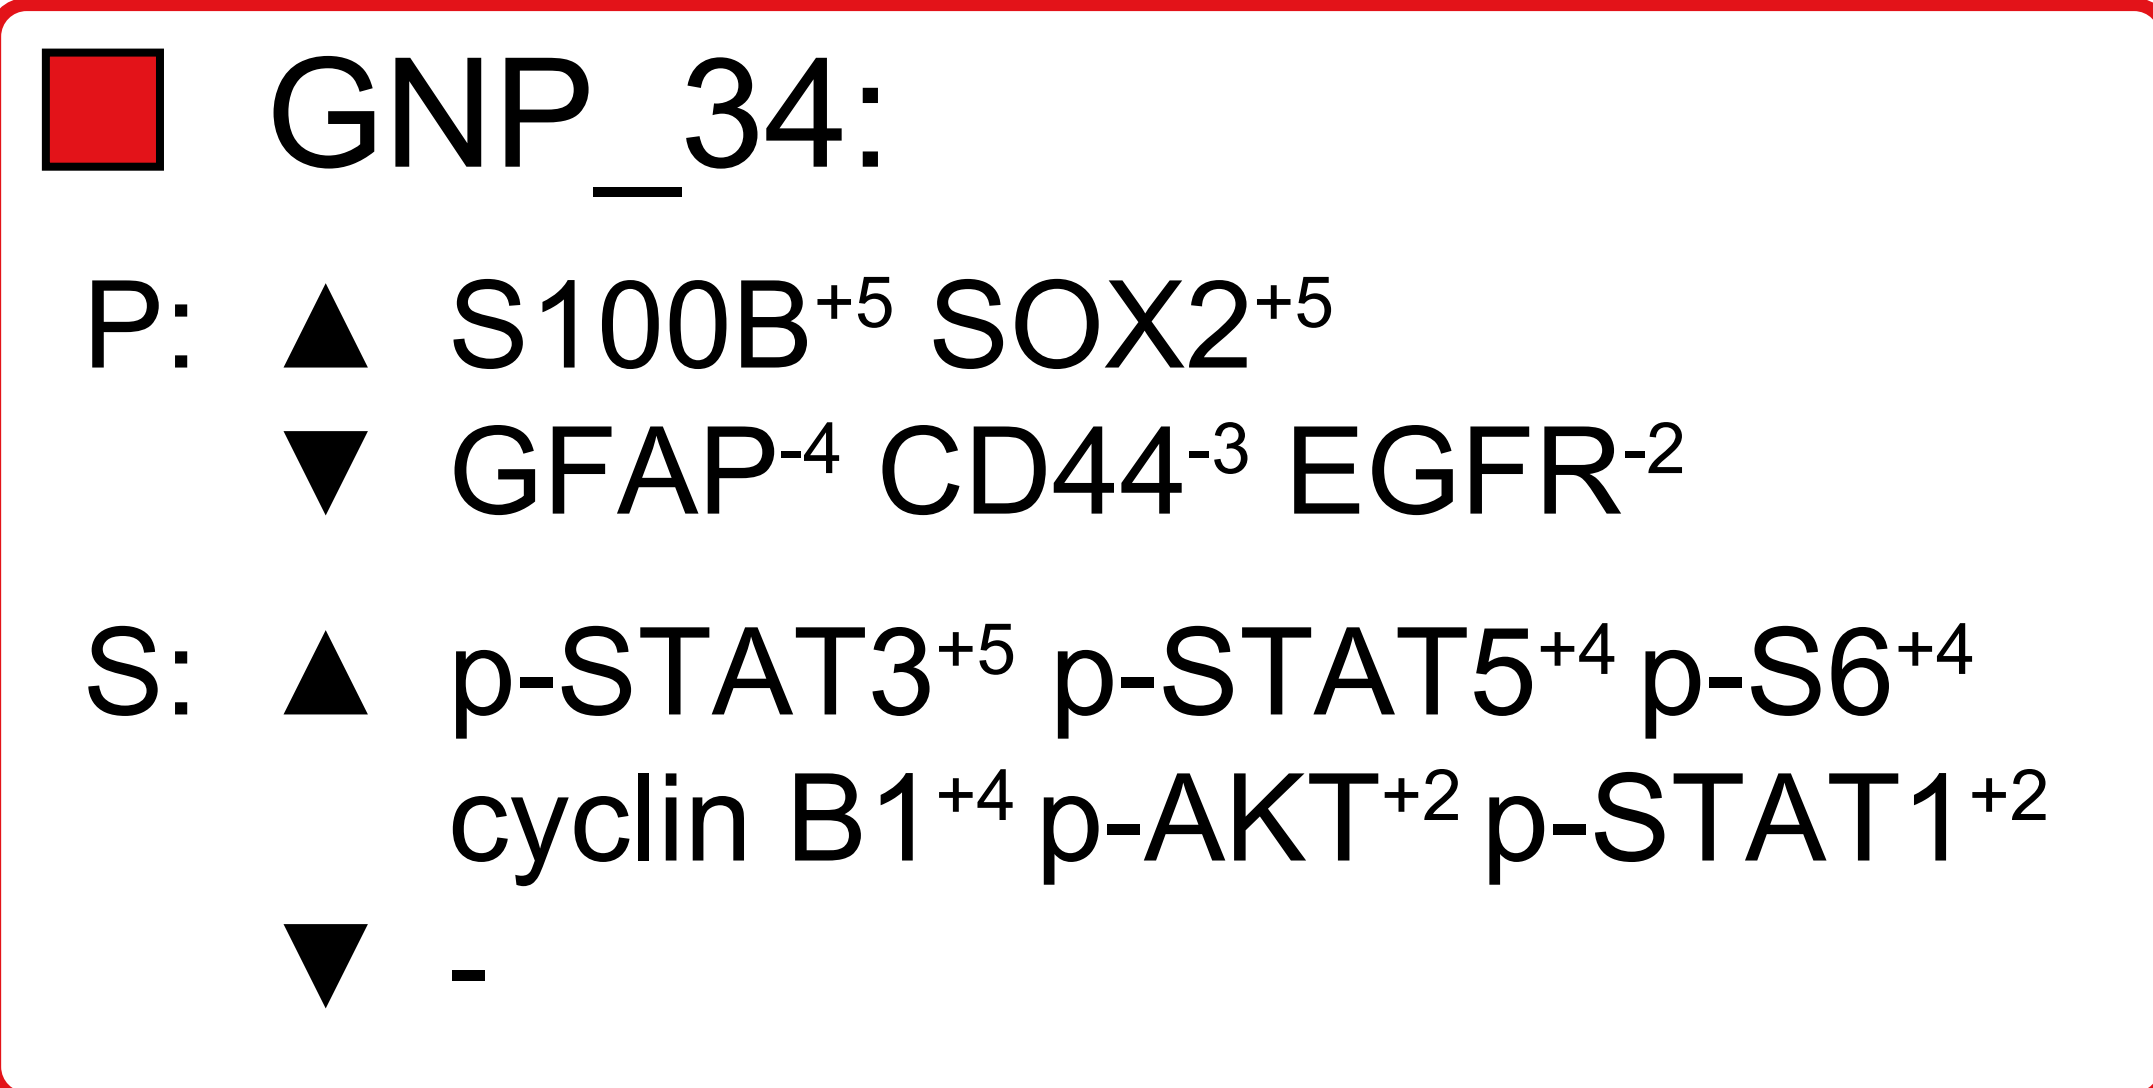 GNP_34:
P: ▲ S100B+5 SOX2+5
▼ GFAP-4 CD44-3 EGFR-2
S: ▲ p-STAT3+5 p-STAT5+4 p-S6+4
cyclin B1+4 p-AKT+2 p-STAT1+2
▼ -